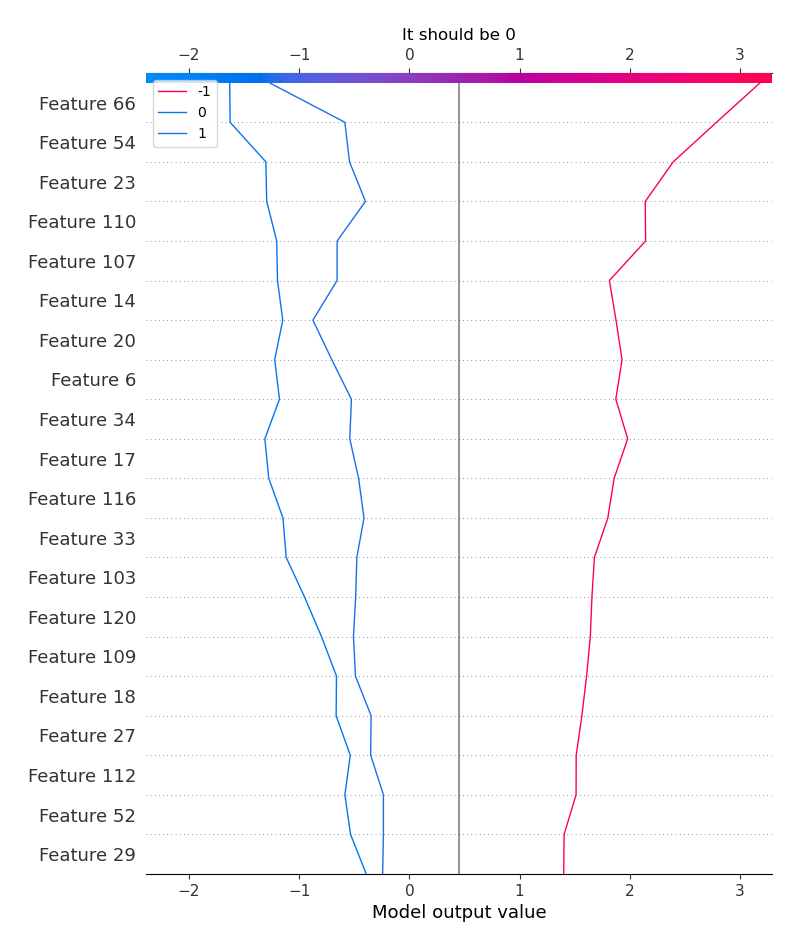 It should be 0
−2 −1 0 1 2 3
-1
0
1
Feature 66
Feature 54
Feature 23
Feature 110
Feature 107
Feature 14
Feature 20
Feature 6
Feature 34
Feature 17
Feature 116
Feature 33
Feature 103
Feature 120
Feature 109
Feature 18
Feature 27
Feature 112
Feature 52
Feature 29
−2 −1 0 1 2 3
Model output value